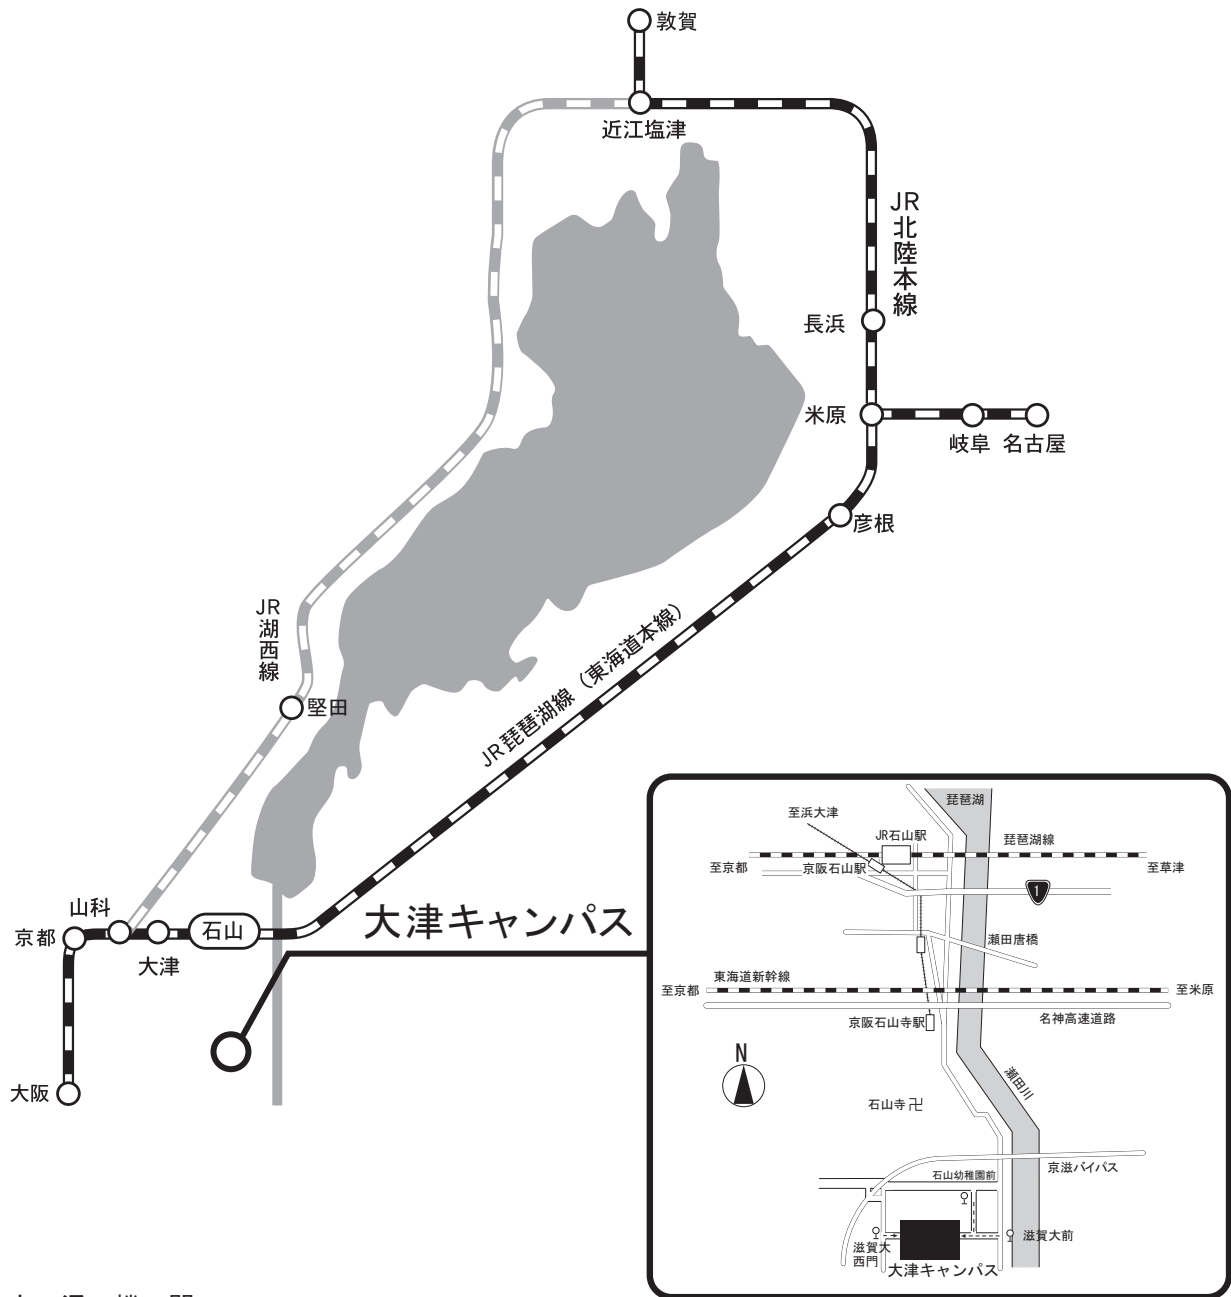 敦賀
近江塩津
JR北陸本線
長浜
米原
岐阜
名古屋
彦根
JR湖西線
堅田
JR琵琶湖線(東海道本線)
山科
京都
石山
大津
大阪
大津キャンパス
琵琶湖
至浜大津
JR石山駅
琵琶湖線
至京都
京阪石山駅
至草津
1
瀬田唐橋
東海道新幹線
至京都
至米原
京阪石山寺駅
名神高速道路
N
瀬田川
石山寺卍
京滋バイパス
石山幼稚園前
滋賀大
西門
滋賀大前
大津キャンパス